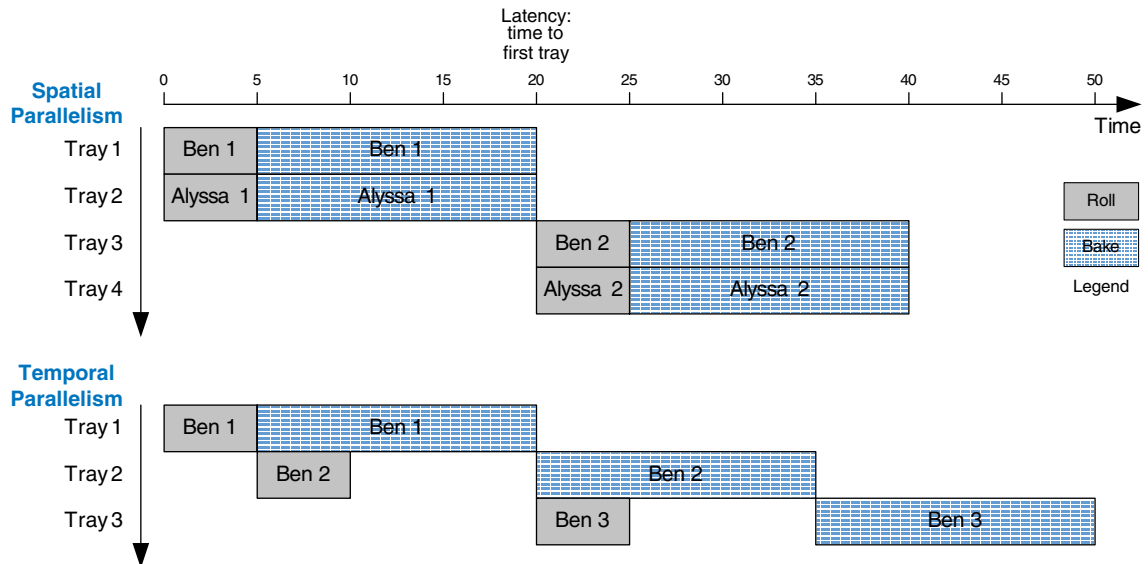 Latency:
time to
first tray
0 5 10 15 20 25 30 35 40 45 50
Spatial
Parallelism
Time
Tray 1 Ben 1 Ben 1
Tray 2 Alyssa 1 Alyssa 1
Roll
Tray 3 Ben 2 Ben 2
Bake
Tray 4 Alyssa 2 Alyssa 2
Legend
Temporal
Parallelism
Tray 1 Ben 1 Ben 1
Tray 2 Ben 2 Ben 2
Tray 3 Ben 3 Ben 3